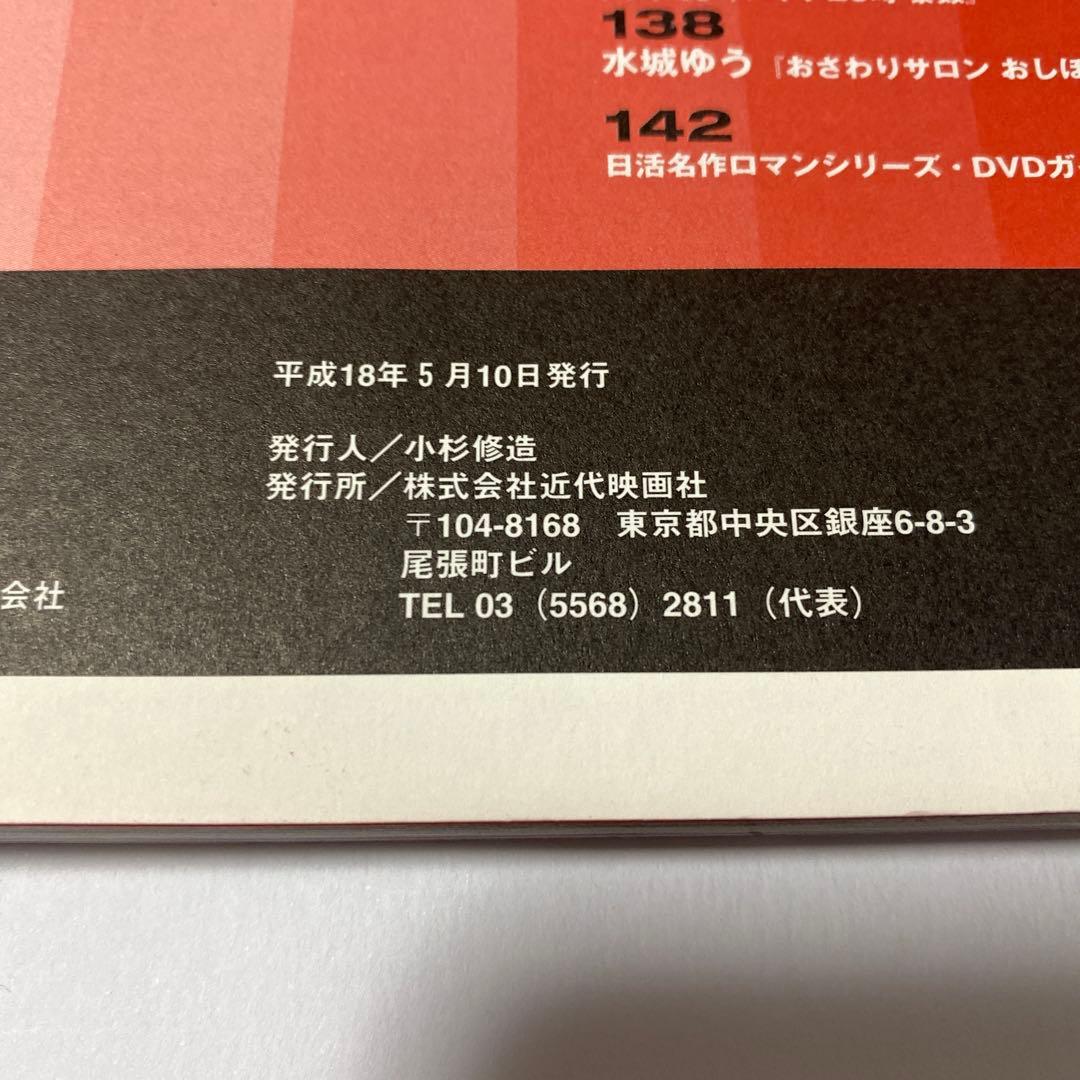 138
水城ゆう『おさわりサロン おしぼ
142
日活名作ロマンシリーズ・DVDガ
平成18年5月10日発行
発行人／小杉修造
発行所／株式会社近代映画社
〒104-8168 東京都中央区銀座6-8-3
尾張町ビル
会社
TEL 03（5568）2811（代表）